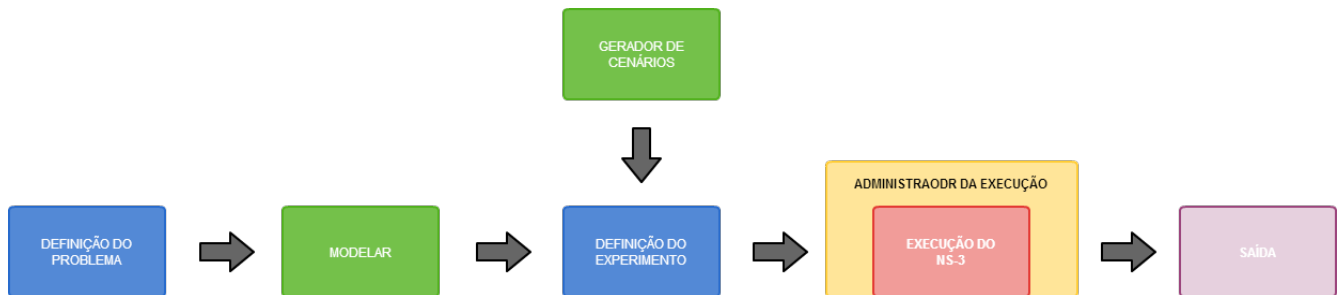 GERADOR DE
CENÁRIOS
ADMINISTRAODR DA EXECUÇÃO
DEFINIÇÃO DO
PROBLEMA
MODELAR
DEFINIÇÃO DO
EXPERIMENTO
EXECUÇÃO DO
NS-3
SAÍDA